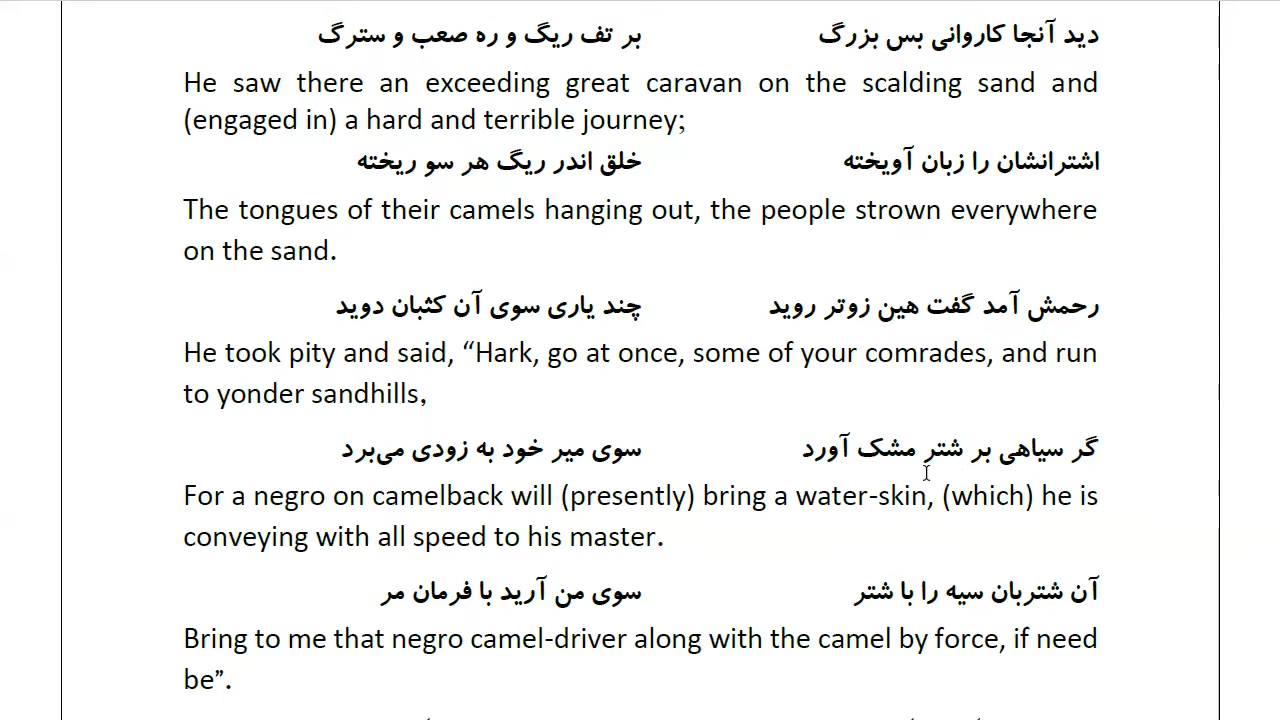 دید آنجا کاروانی بس بزرگ بر تف ریگ و ره صعب و سترگ
He saw there an exceeding great caravan on the scalding sand and
(engaged in) a hard and terrible journey;
اشترانشان را زبان آویخته خلق اندر ریگ هر سو ریخته
The tongues of their camels hanging out, the people strown everywhere
on the sand.
رحمش آمد گفت هین زوتر روید چند یاری سوی آن کثبان دوید
He took pity and said, “Hark, go at once, some of your comrades, and run
to yonder sandhills,
گر سیاهی بر شتر مشک آورد سوی میر خود به زودی می‌برد
For a negro on camelback will (presently) bring a water-skin, (which) he is
conveying with all speed to his master.
آن شتربان سیه را با شتر سوی من آرید با فرمان مر
Bring to me that negro camel-driver along with the camel by force, if need
be”.